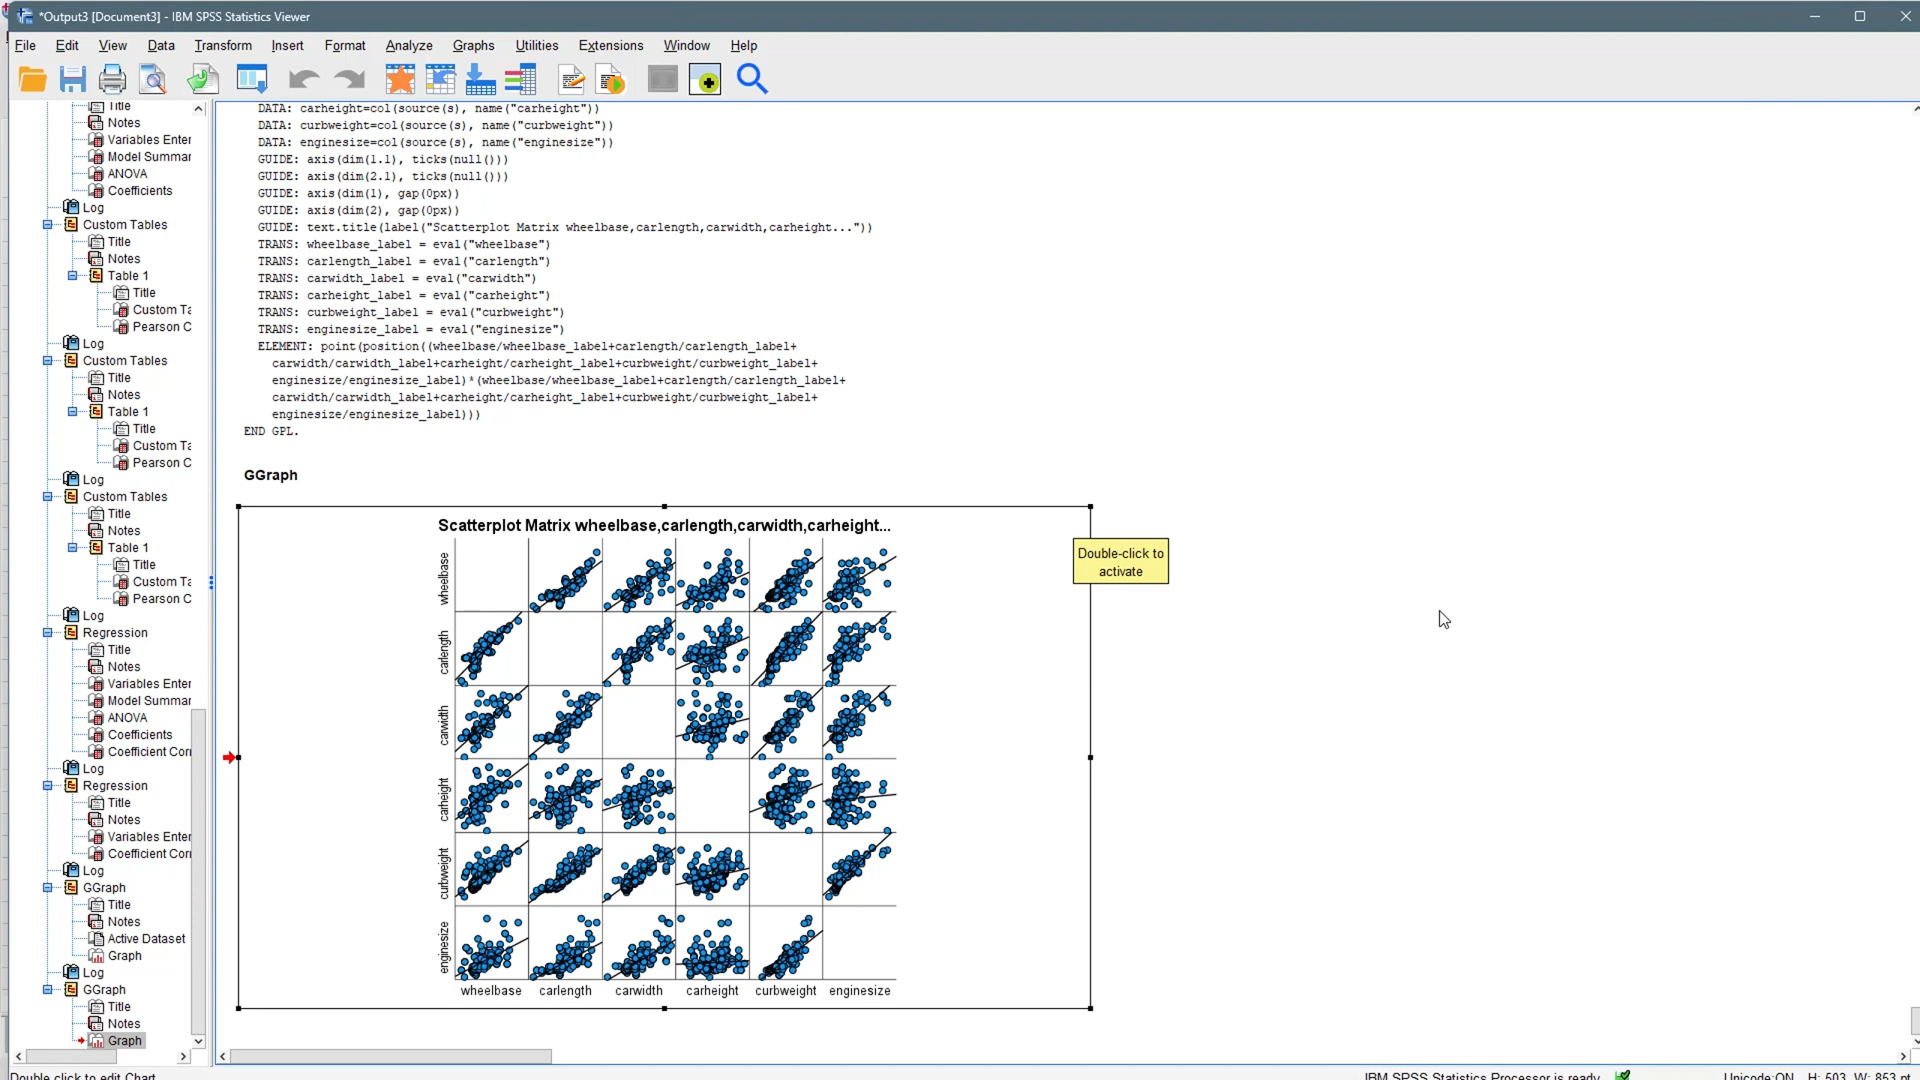 *Output3 [Document3] - IBM SPSS Statistics Viewer
File Edit View Data Transform Insert Format Analyze Graphs Utilities Extensions Window Help
Title
Notes
Variables Enter
Model Summar
ANOVA
Coefficients
Log
Custom Tables
Title
Notes
Table 1
Title
Custom Ta
Pearson C
Log
Custom Tables
Title
Notes
Table 1
Title
Custom Ta
Pearson C
Log
Custom Tables
Title
Notes
Table 1
Title
Custom Ta
Pearson C
Log
Regression
Title
Notes
Variables Enter
Model Summar
ANOVA
Coefficients
Coefficient Corr
Log
Regression
Title
Notes
Variables Enter
Coefficient Corr
Log
GGraph
Title
Notes
Active Dataset
Graph
Log
GGraph
Title
Notes
Graph
DATA: carheight=col(source(s), name("carheight"))
DATA: curbweight=col(source(s), name("curbweight"))
DATA: enginesize=col(source(s), name("enginesize"))
GUIDE: axis(dim(1.1), ticks(null()))
GUIDE: axis(dim(2.1), ticks(null()))
GUIDE: axis(dim(1), gap(0px))
GUIDE: axis(dim(2), gap(0px))
GUIDE: text.title(label("Scatterplot Matrix wheelbase,carlength,carwidth,carheight..."))
TRANS: wheelbase_label = eval("wheelbase")
TRANS: carlength_label = eval("carlength")
TRANS: carwidth_label = eval("carwidth")
TRANS: carheight_label = eval("carheight")
TRANS: curbweight_label = eval("curbweight")
TRANS: enginesize_label = eval("enginesize")
ELEMENT: point(position((wheelbase/wheelbase_label+carlength/carlength_label+
carwidth/carwidth_label+carheight/carheight_label+curbweight/curbweight_label+
enginesize/enginesize_label)*(wheelbase/wheelbase_label+carlength/carlength_label+
carwidth/carwidth_label+carheight/carheight_label+curbweight/curbweight_label+
enginesize/enginesize_label)))
END GPL.
GGraph
Scatterplot Matrix wheelbase,carlength,carwidth,carheight...
wheelbase
carlength
carwidth
carheight
curbweight
enginesize
wheelbase carlength carwidth carheight curbweight enginesize
Double-click to
activate
Double click to edit Chart
IBM SPSS Statistics Processor is ready
Unicode:ON H: 503, W: 853 pt